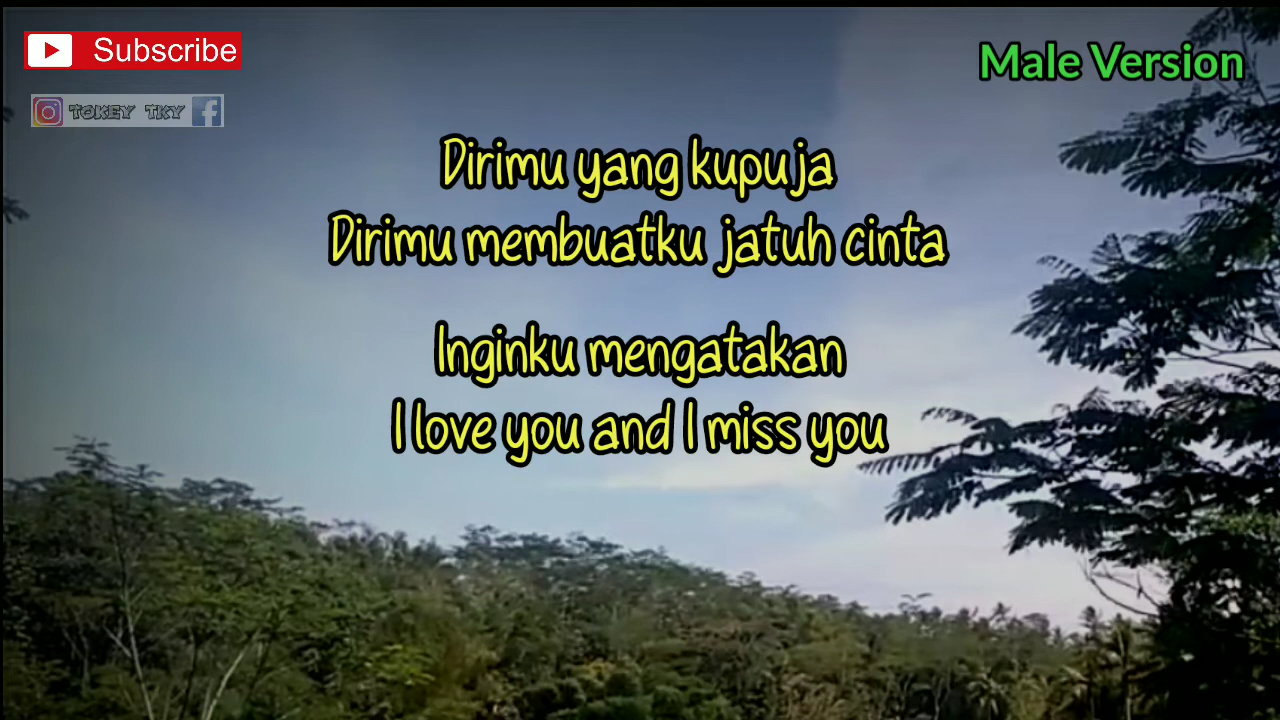 Subscribe
Male Version
TOKEY TKY
Dirimu yang kupuja
Dirimu membuatku jatuh cinta
Inginku mengatakan
I love you and I miss you